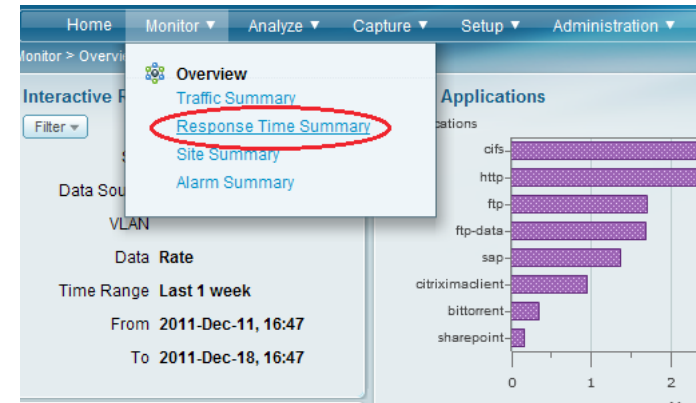 Home Monitor ▼ Analyze ▼ Capture ▼ Setup ▼ Administration ▼
Monitor > Overvi
Overview
Traffic Summary
Response Time Summary
Site Summary
Alarm Summary
Interactive
Filter
Data Sou
VLAN
Data Rate
Time Range Last 1 week
From 2011-Dec-11, 16:47
To 2011-Dec-18, 16:47
Applications
cations
cifs
http
ftp
ftp-data
sap
citriximaclient
bittorrent
sharepoint
0 1 2